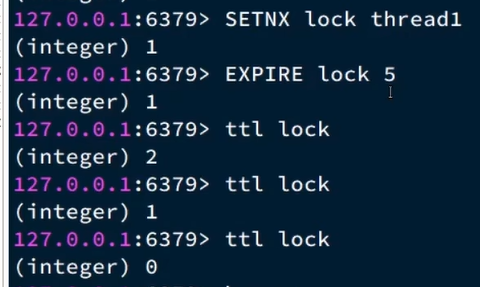 127.0.0.1:6379> SETNX lock thread1
(integer) 1
127.0.0.1:6379> EXPIRE lock 5
(integer) 1
127.0.0.1:6379> ttl lock
(integer) 2
127.0.0.1:6379> ttl lock
(integer) 1
127.0.0.1:6379> ttl lock
(integer) 0